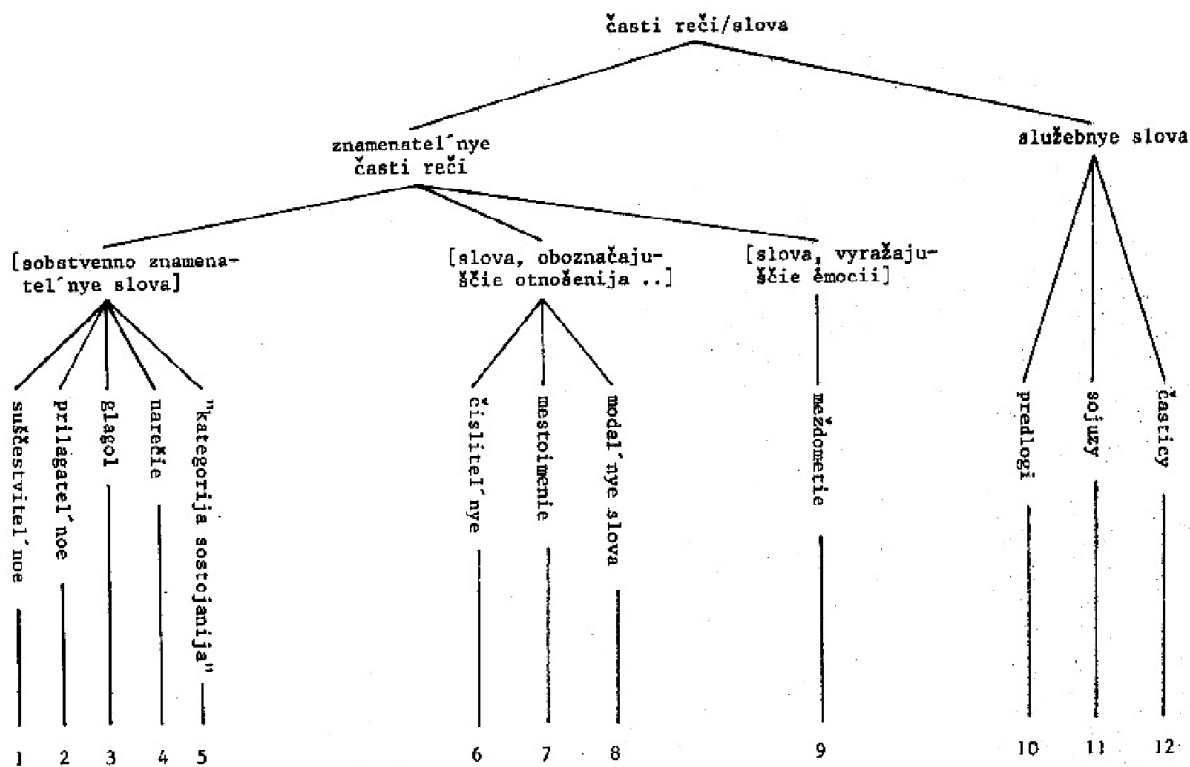 časti reči/slova
znamenatel´nye
časti reči
služebnye slova
[sobstvenno znamena-
tel´nye slova]
[slova, oboznačaju-
ščie otnošenija ..]
[slova, vyražaju-
ščie émocii]
suščestvitel´noe
prilagatel´noe
glagol
narečie
"kategorija sostojanija"
čislitel´nye
mestoimenie
modal´nye slova
meždometie
predlogi
sojuzy
časticy
1 2 3 4 5 6 7 8 9 10 11 12